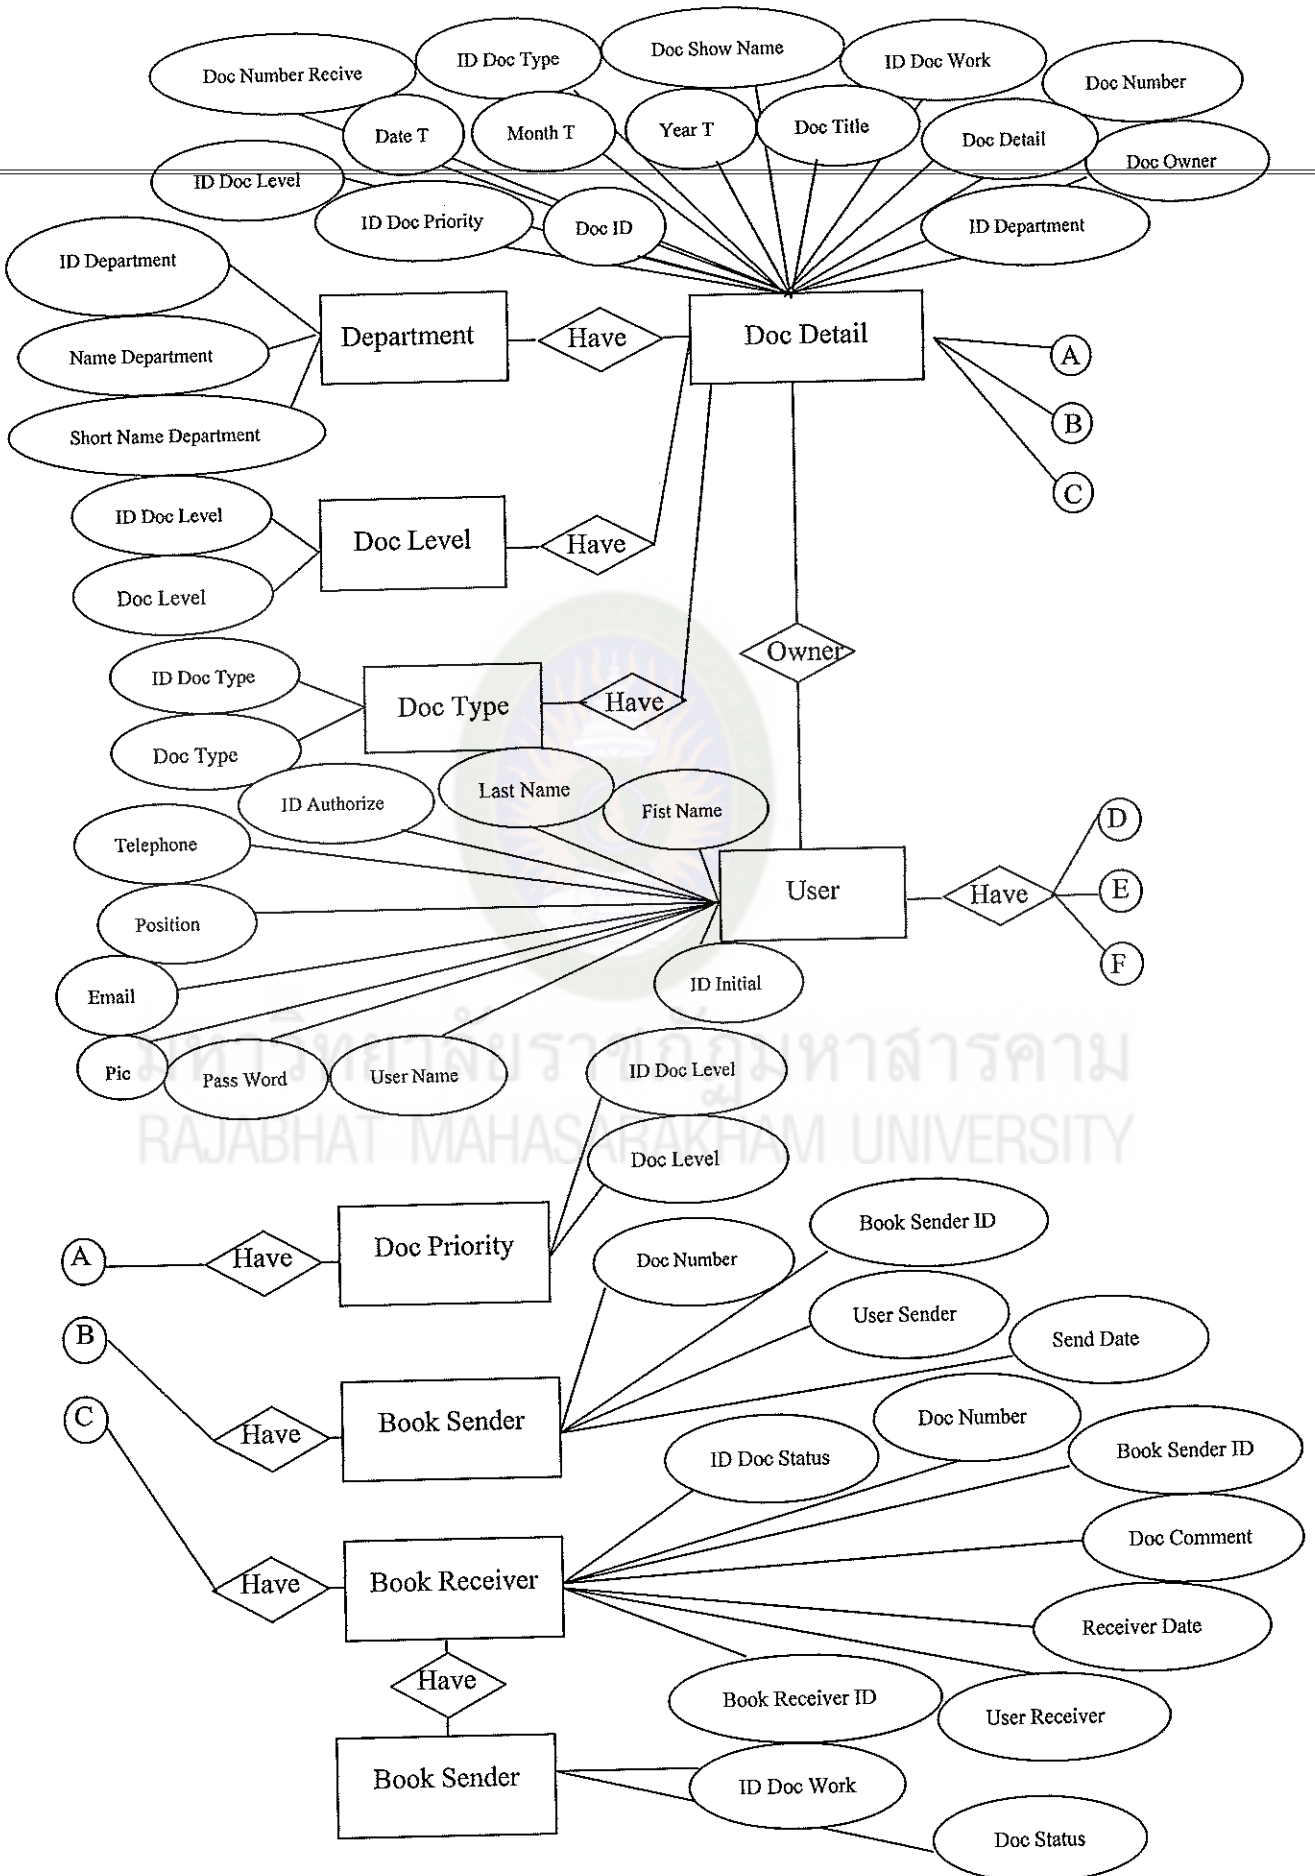 ID Doc Type
Doc Show Name
ID Doc Work
Doc Number Recive
Doc Number
Date T
Month T
Year T
Doc Title
Doc Detail
Doc Owner
ID Doc Level
ID Doc Priority
Doc ID
ID Department
ID Department
Department
Have
Doc Detail
Name Department
A
Short Name Department
B
C
ID Doc Level
Doc Level
Have
Doc Level
Owner
ID Doc Type
Doc Type
Have
Doc Type
ID Authorize
Last Name
Fist Name
Telephone
D
User
Have
E
Position
F
ID Initial
Email
Pic
Pass Word
User Name
ID Doc Level
มหาวิทยาลัยราชภัฏมหาสารคาม
RAJABHAT MAHASARAKHAM UNIVERSITY
Doc Level
A
Have
Doc Priority
Doc Number
Book Sender ID
User Sender
Send Date
B
Have
Book Sender
C
ID Doc Status
Doc Number
Book Sender ID
Doc Comment
Have
Book Receiver
Receiver Date
Have
Book Receiver ID
User Receiver
Book Sender
ID Doc Work
Doc Status